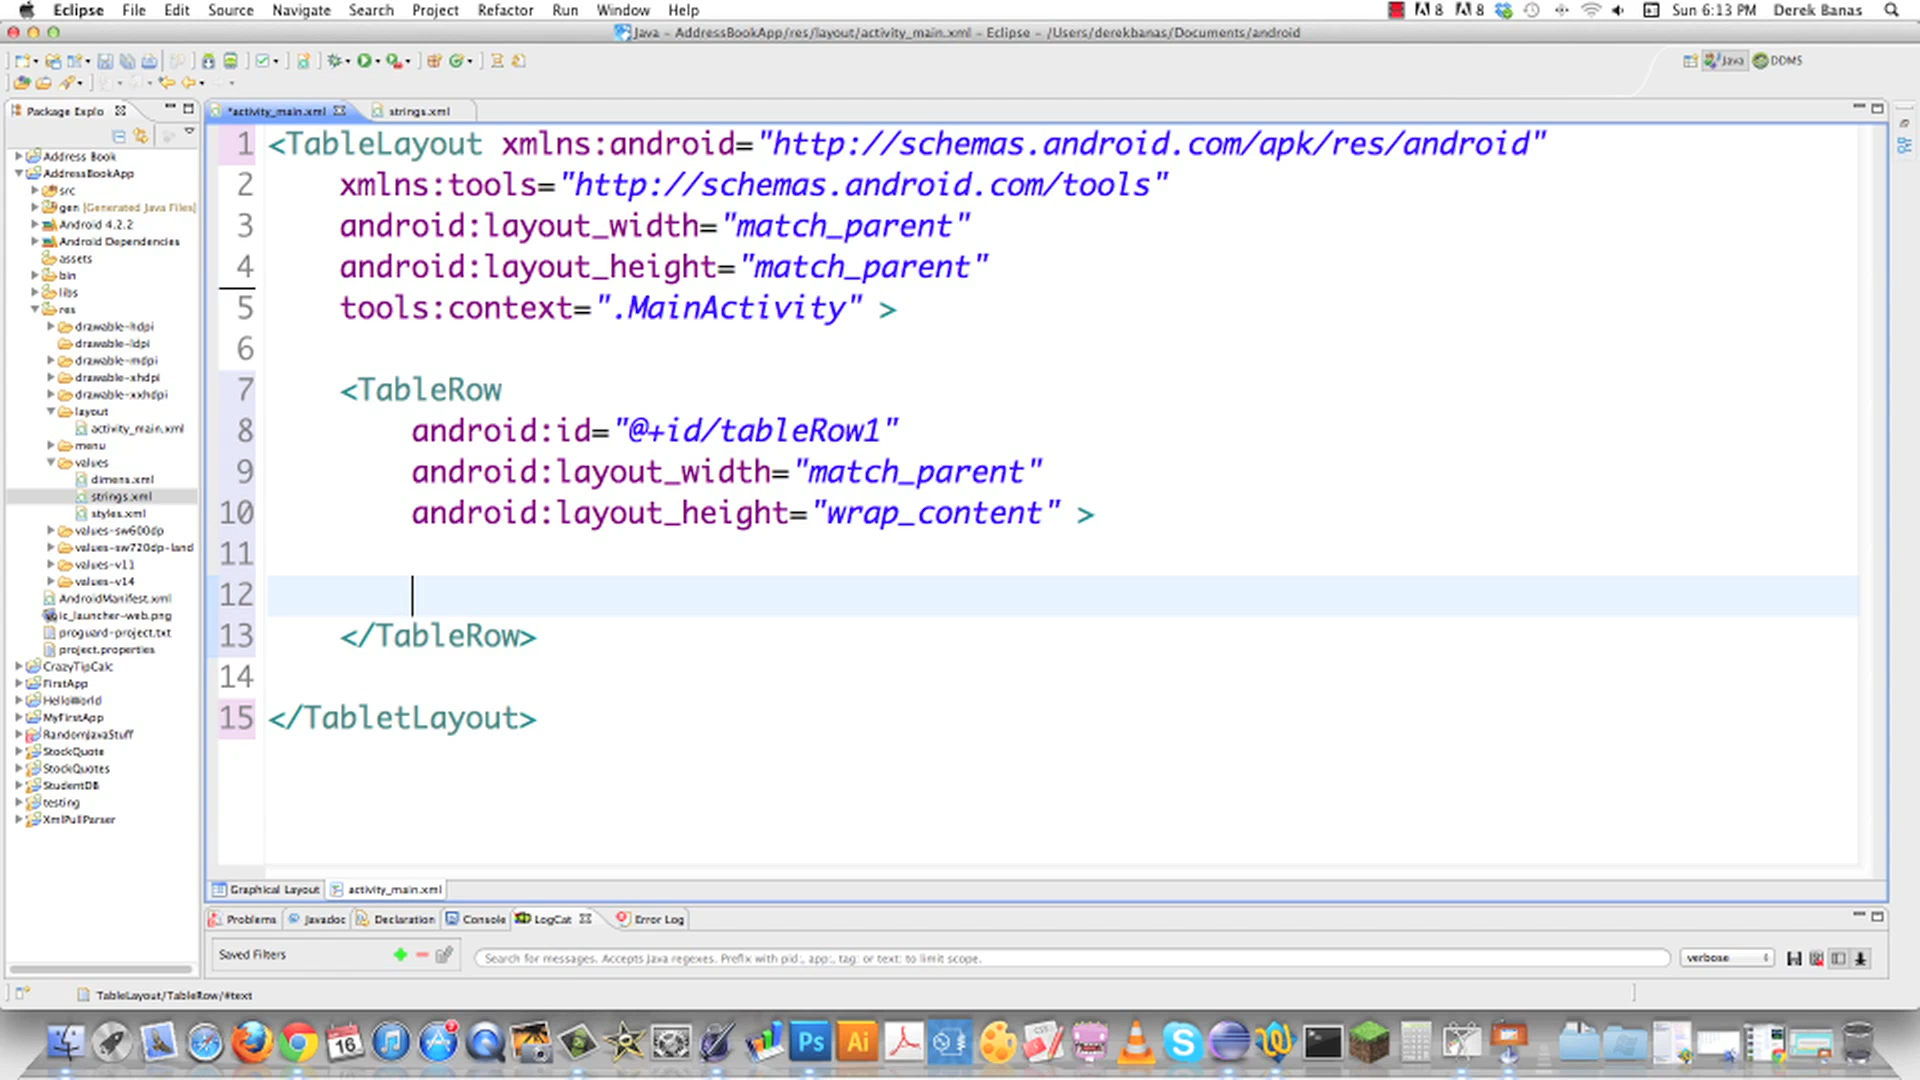 Eclipse File Edit Source Navigate Search Project Refactor Run Window Help 8 8 Sun 6:13 PM Derek Banas
Java - AddressBookApp/res/layout/activity_main.xml - Eclipse - /Users/derekbanas/Documents/android
Java DDMS
Package Explo
*activity_main.xml strings.xml
Address Book
AddressBookApp
src
gen [Generated Java Files]
Android 4.2.2
Android Dependencies
assets
bin
libs
res
drawable-hdpi
drawable-ldpi
drawable-mdpi
drawable-xhdpi
drawable-xxhdpi
layout
activity_main.xml
menu
values
dimens.xml
strings.xml
styles.xml
values-sw600dp
values-sw720dp-land
values-v11
values-v14
AndroidManifest.xml
ic_launcher-web.png
proguard-project.txt
project.properties
CrazyTipCalc
FirstApp
HelloWorld
MyFirstApp
RandomJavaStuff
StockQuote
StockQuotes
StudentDB
testing
XmlPullParser
1 <TableLayout xmlns:android="http://schemas.android.com/apk/res/android"
2 xmlns:tools="http://schemas.android.com/tools"
3 android:layout_width="match_parent"
4 android:layout_height="match_parent"
5 tools:context=".MainActivity" >
6
7 <TableRow
8 android:id="@+id/tableRow1"
9 android:layout_width="match_parent"
10 android:layout_height="wrap_content" >
11
12
13 </TableRow>
14
15 </TabletLayout>
Graphical Layout activity_main.xml
Problems Javadoc Declaration Console LogCat Error Log
Saved Filters
Search for messages. Accepts Java regexes. Prefix with pid:, app:, tag: or text: to limit scope.
verbose
TableLayout/TableRow/#text
16 Ps Ai